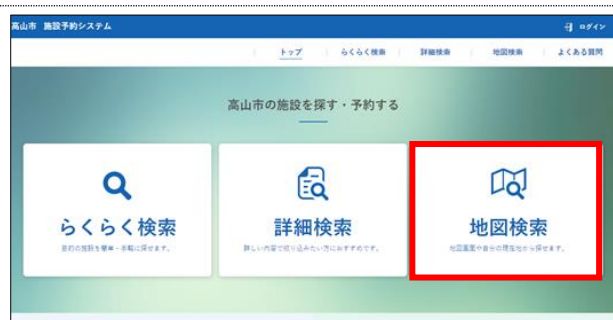 高山市 施設予約システム
ログイン
トップ らくらく検索 詳細検索 地図検索 よくある質問
高山市の施設を探す・予約する
らくらく検索 詳細検索 地図検索
目的の施設を簡単・手軽に探せます。 詳しい内容で絞り込みたい方におすすめです。 地図画面や自分の現在地から探せます。